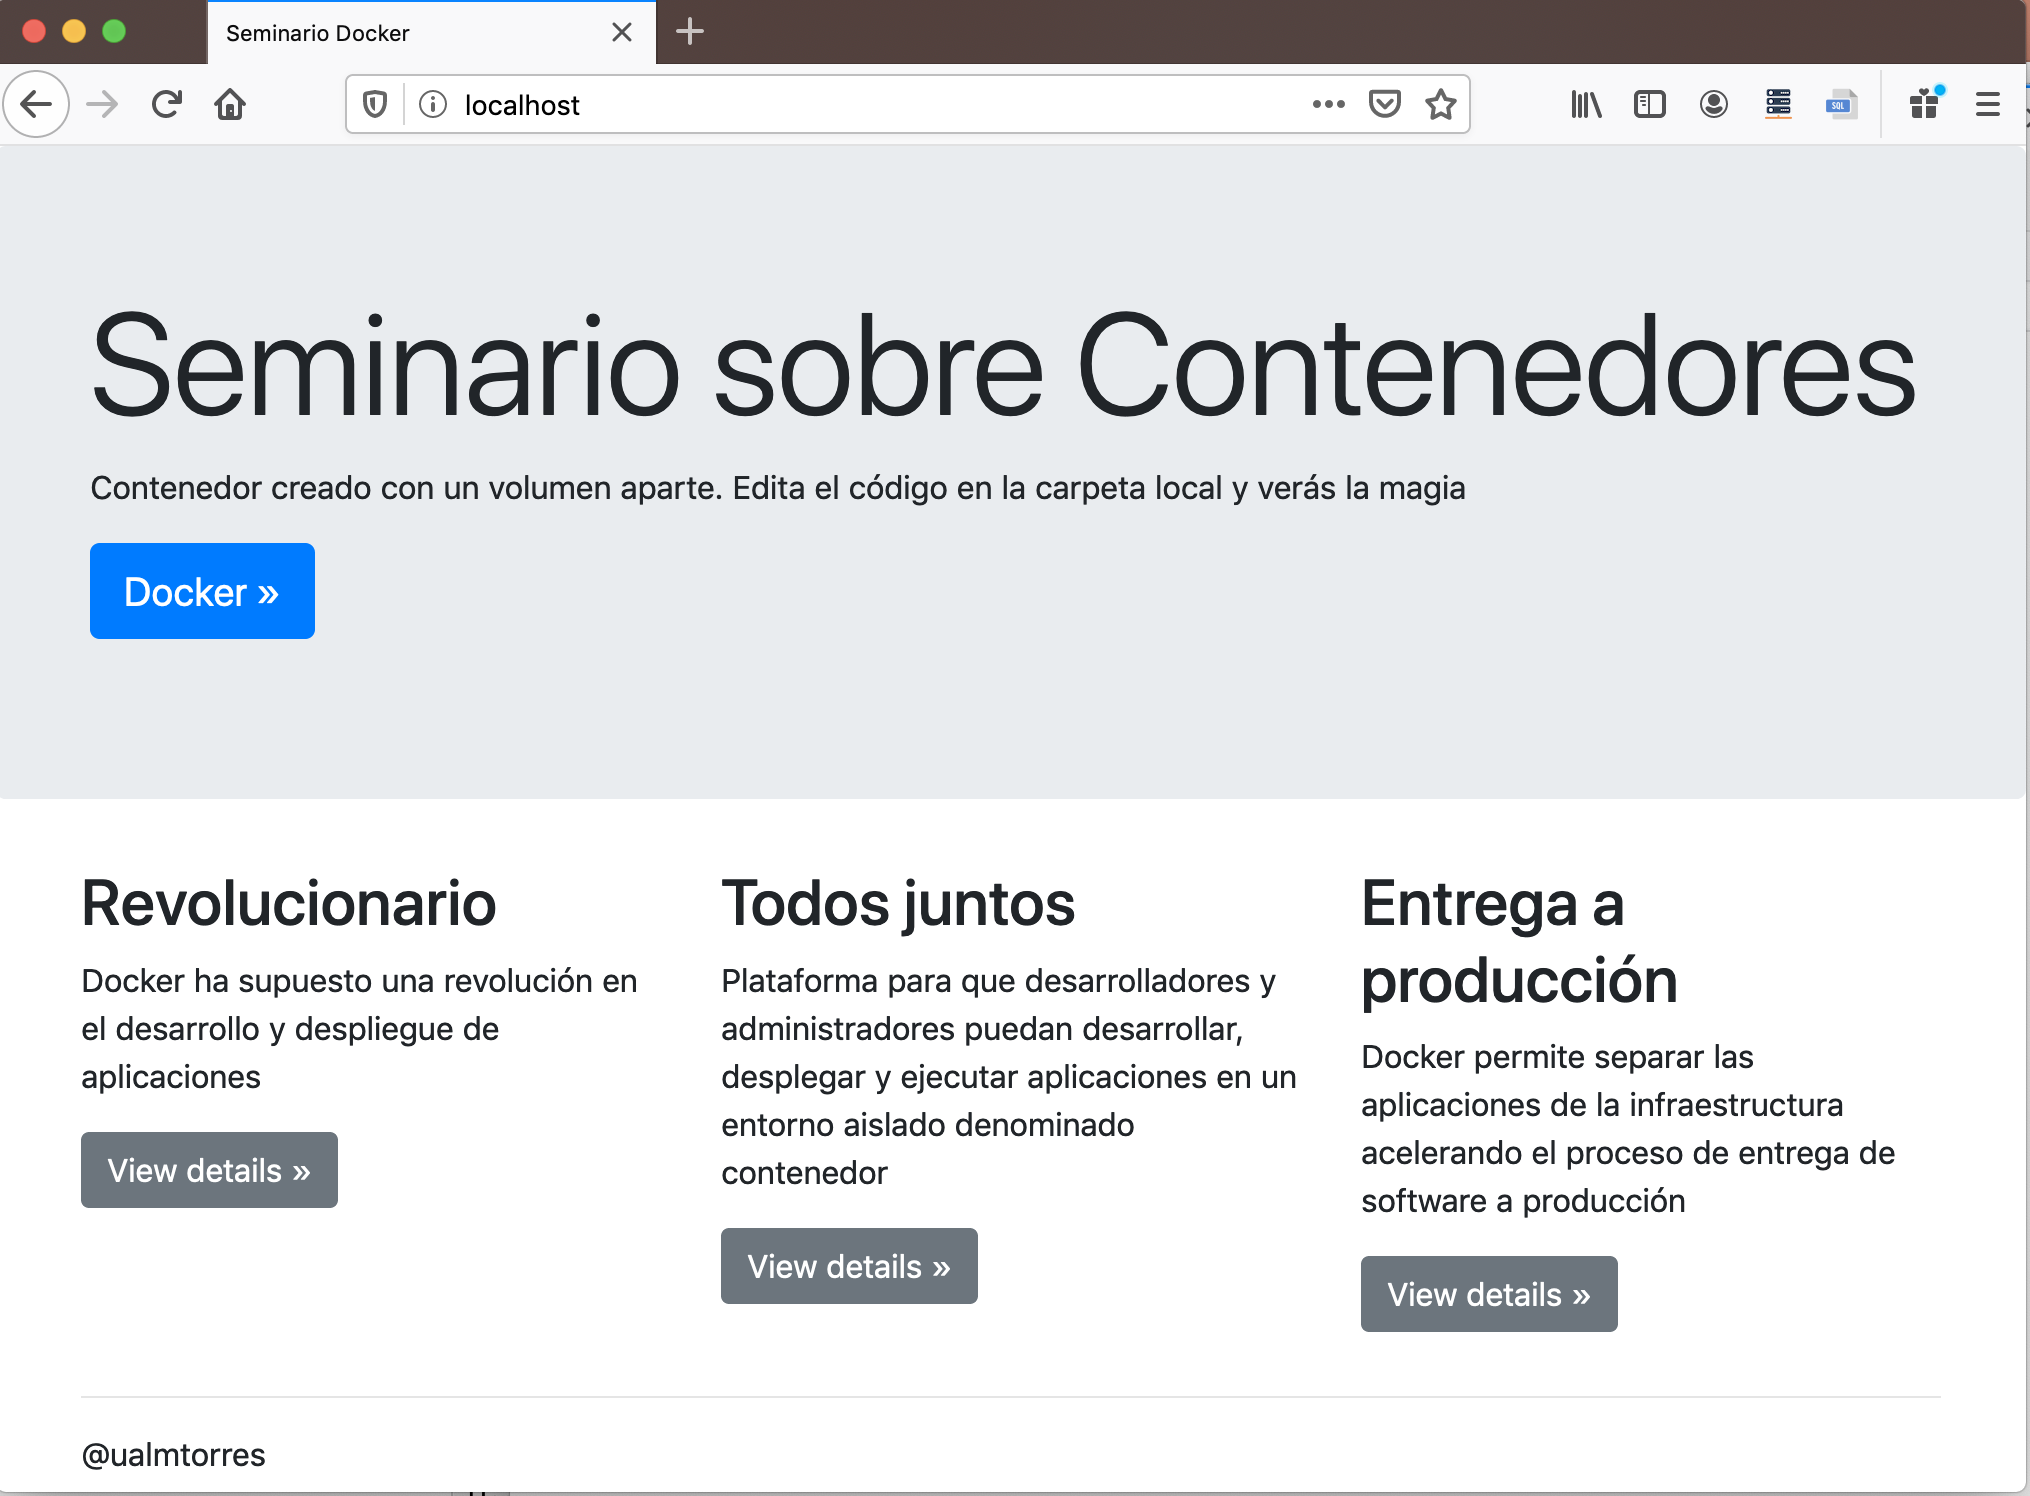 Seminario Docker
localhost
SQL
Seminario sobre Contenedores
Contenedor creado con un volumen aparte. Edita el código en la carpeta local y verás la magia
Docker »
Revolucionario
Docker ha supuesto una revolución en
el desarrollo y despliegue de
aplicaciones
View details »
Todos juntos
Plataforma para que desarrolladores y
administradores puedan desarrollar,
desplegar y ejecutar aplicaciones en un
entorno aislado denominado
contenedor
View details »
Entrega a
producción
Docker permite separar las
aplicaciones de la infraestructura
acelerando el proceso de entrega de
software a producción
View details »
@ualmtorres